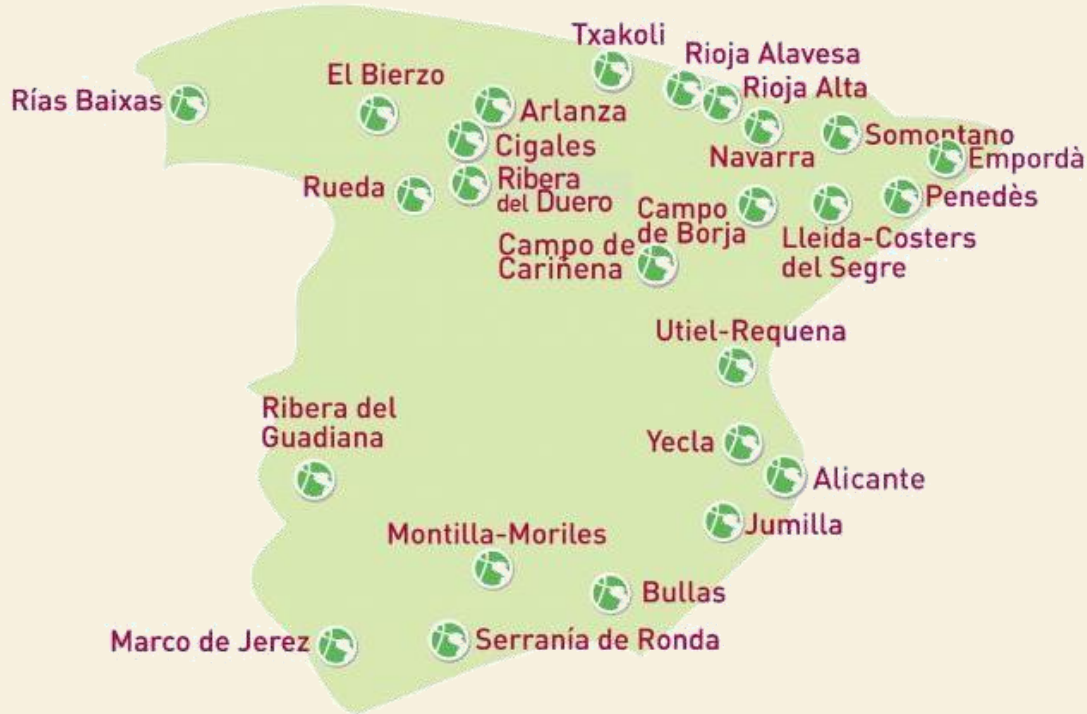 Txakoli
Rioja Alavesa
El Bierzo
Rioja Alta
Rías Baixas
Arlanza
Somontano
Cigales
Navarra
Empordà
Rueda
Ribera
del Duero
Penedès
Campo
de Borja
Lleida-Costers
del Segre
Campo de
Cariñena
Utiel-Requena
Ribera del
Guadiana
Yecla
Alicante
Jumilla
Montilla-Moriles
Bullas
Marco de Jerez
Serranía de Ronda